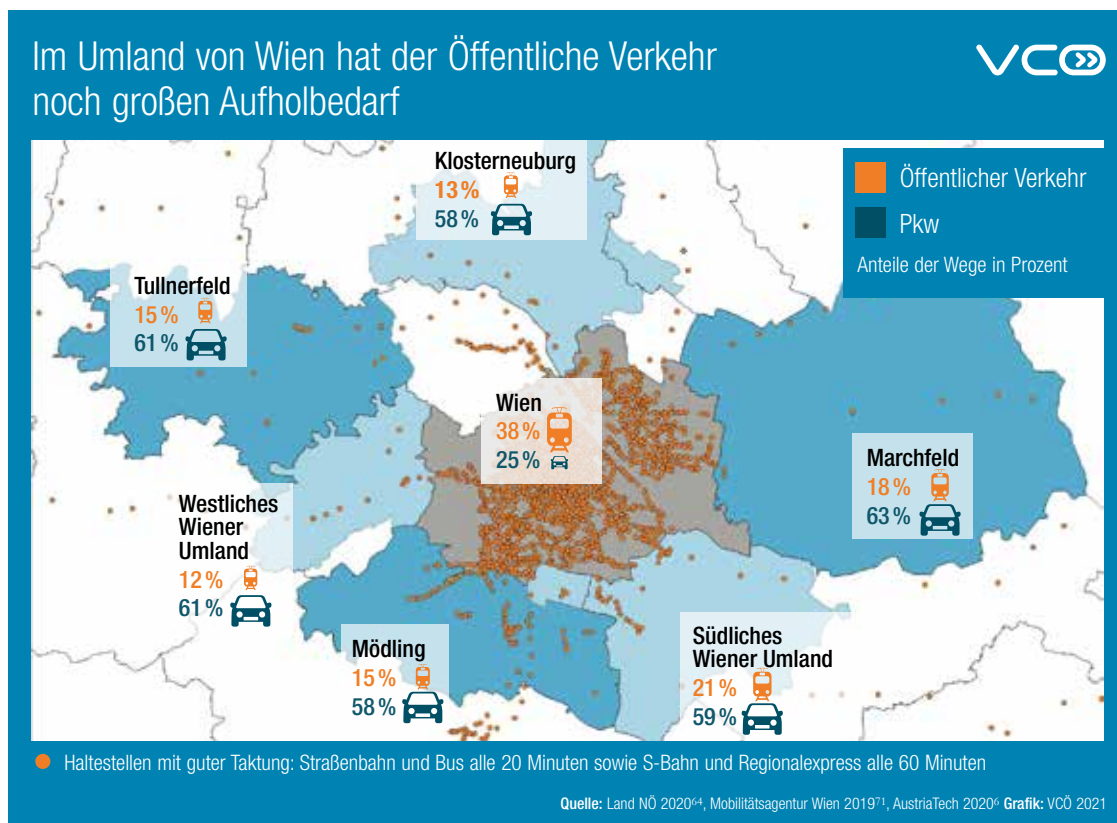 Im Umland von Wien hat der Öffentliche Verkehr
noch großen Aufholbedarf
VCÖ
Klosterneuburg
13 %
58 %
Öffentlicher Verkehr
Pkw
Anteile der Wege in Prozent
Tullnerfeld
15 %
61 %
Wien
38 %
25 %
Marchfeld
18 %
63 %
Westliches
Wiener
Umland
12 %
61 %
Mödling
15 %
58 %
Südliches
Wiener Umland
21 %
59 %
Haltestellen mit guter Taktung: Straßenbahn und Bus alle 20 Minuten sowie S-Bahn und Regionalexpress alle 60 Minuten
Quelle: Land NÖ 2020⁶⁴, Mobilitätsagentur Wien 2019⁷¹, AustriaTech 2020⁶ Grafik: VCÖ 2021